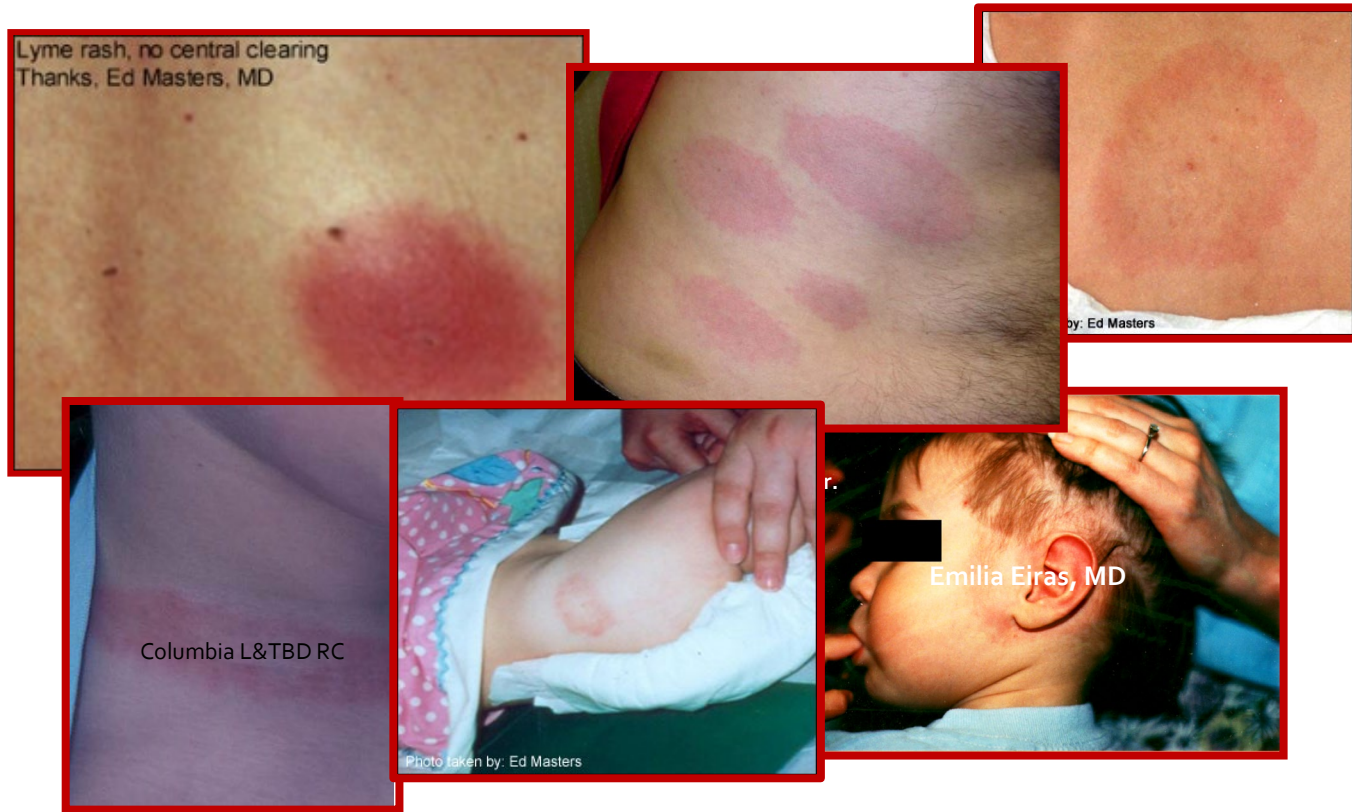 Lyme rash, no central clearing
Thanks, Ed Masters, MD
by: Ed Masters
r.
Emilia Eiras, MD
Columbia L&TBD RC
Photo taken by: Ed Masters